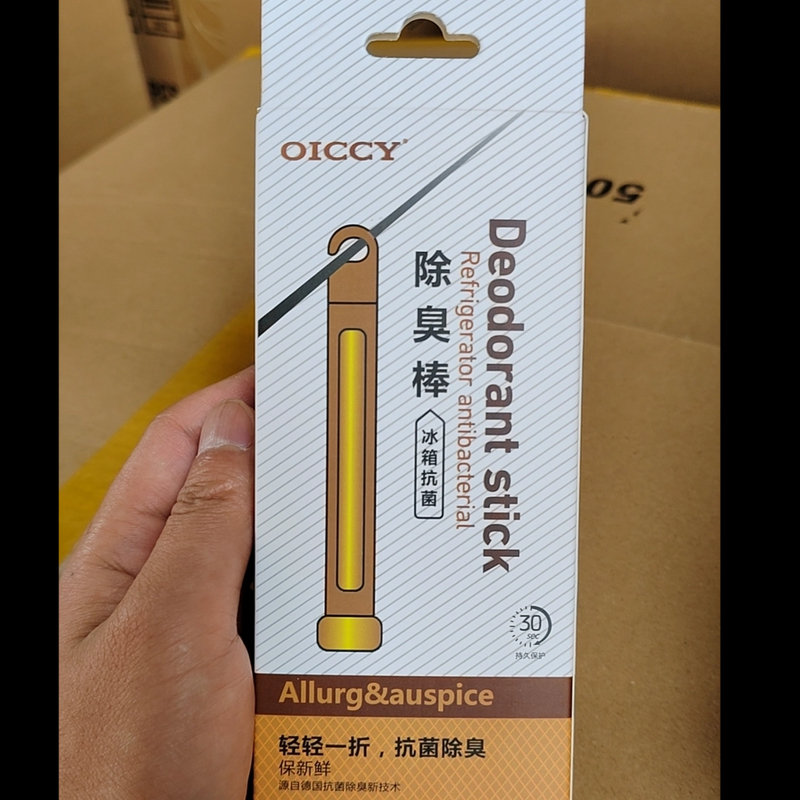 OICCY
除臭棒
冰箱抗菌
Refrigerator antibacterial
Deodorant stick
30
sec
持久保护
Allurg&auspice
轻轻一折，抗菌除臭
保新鲜
源自德国抗菌除臭新技术
50